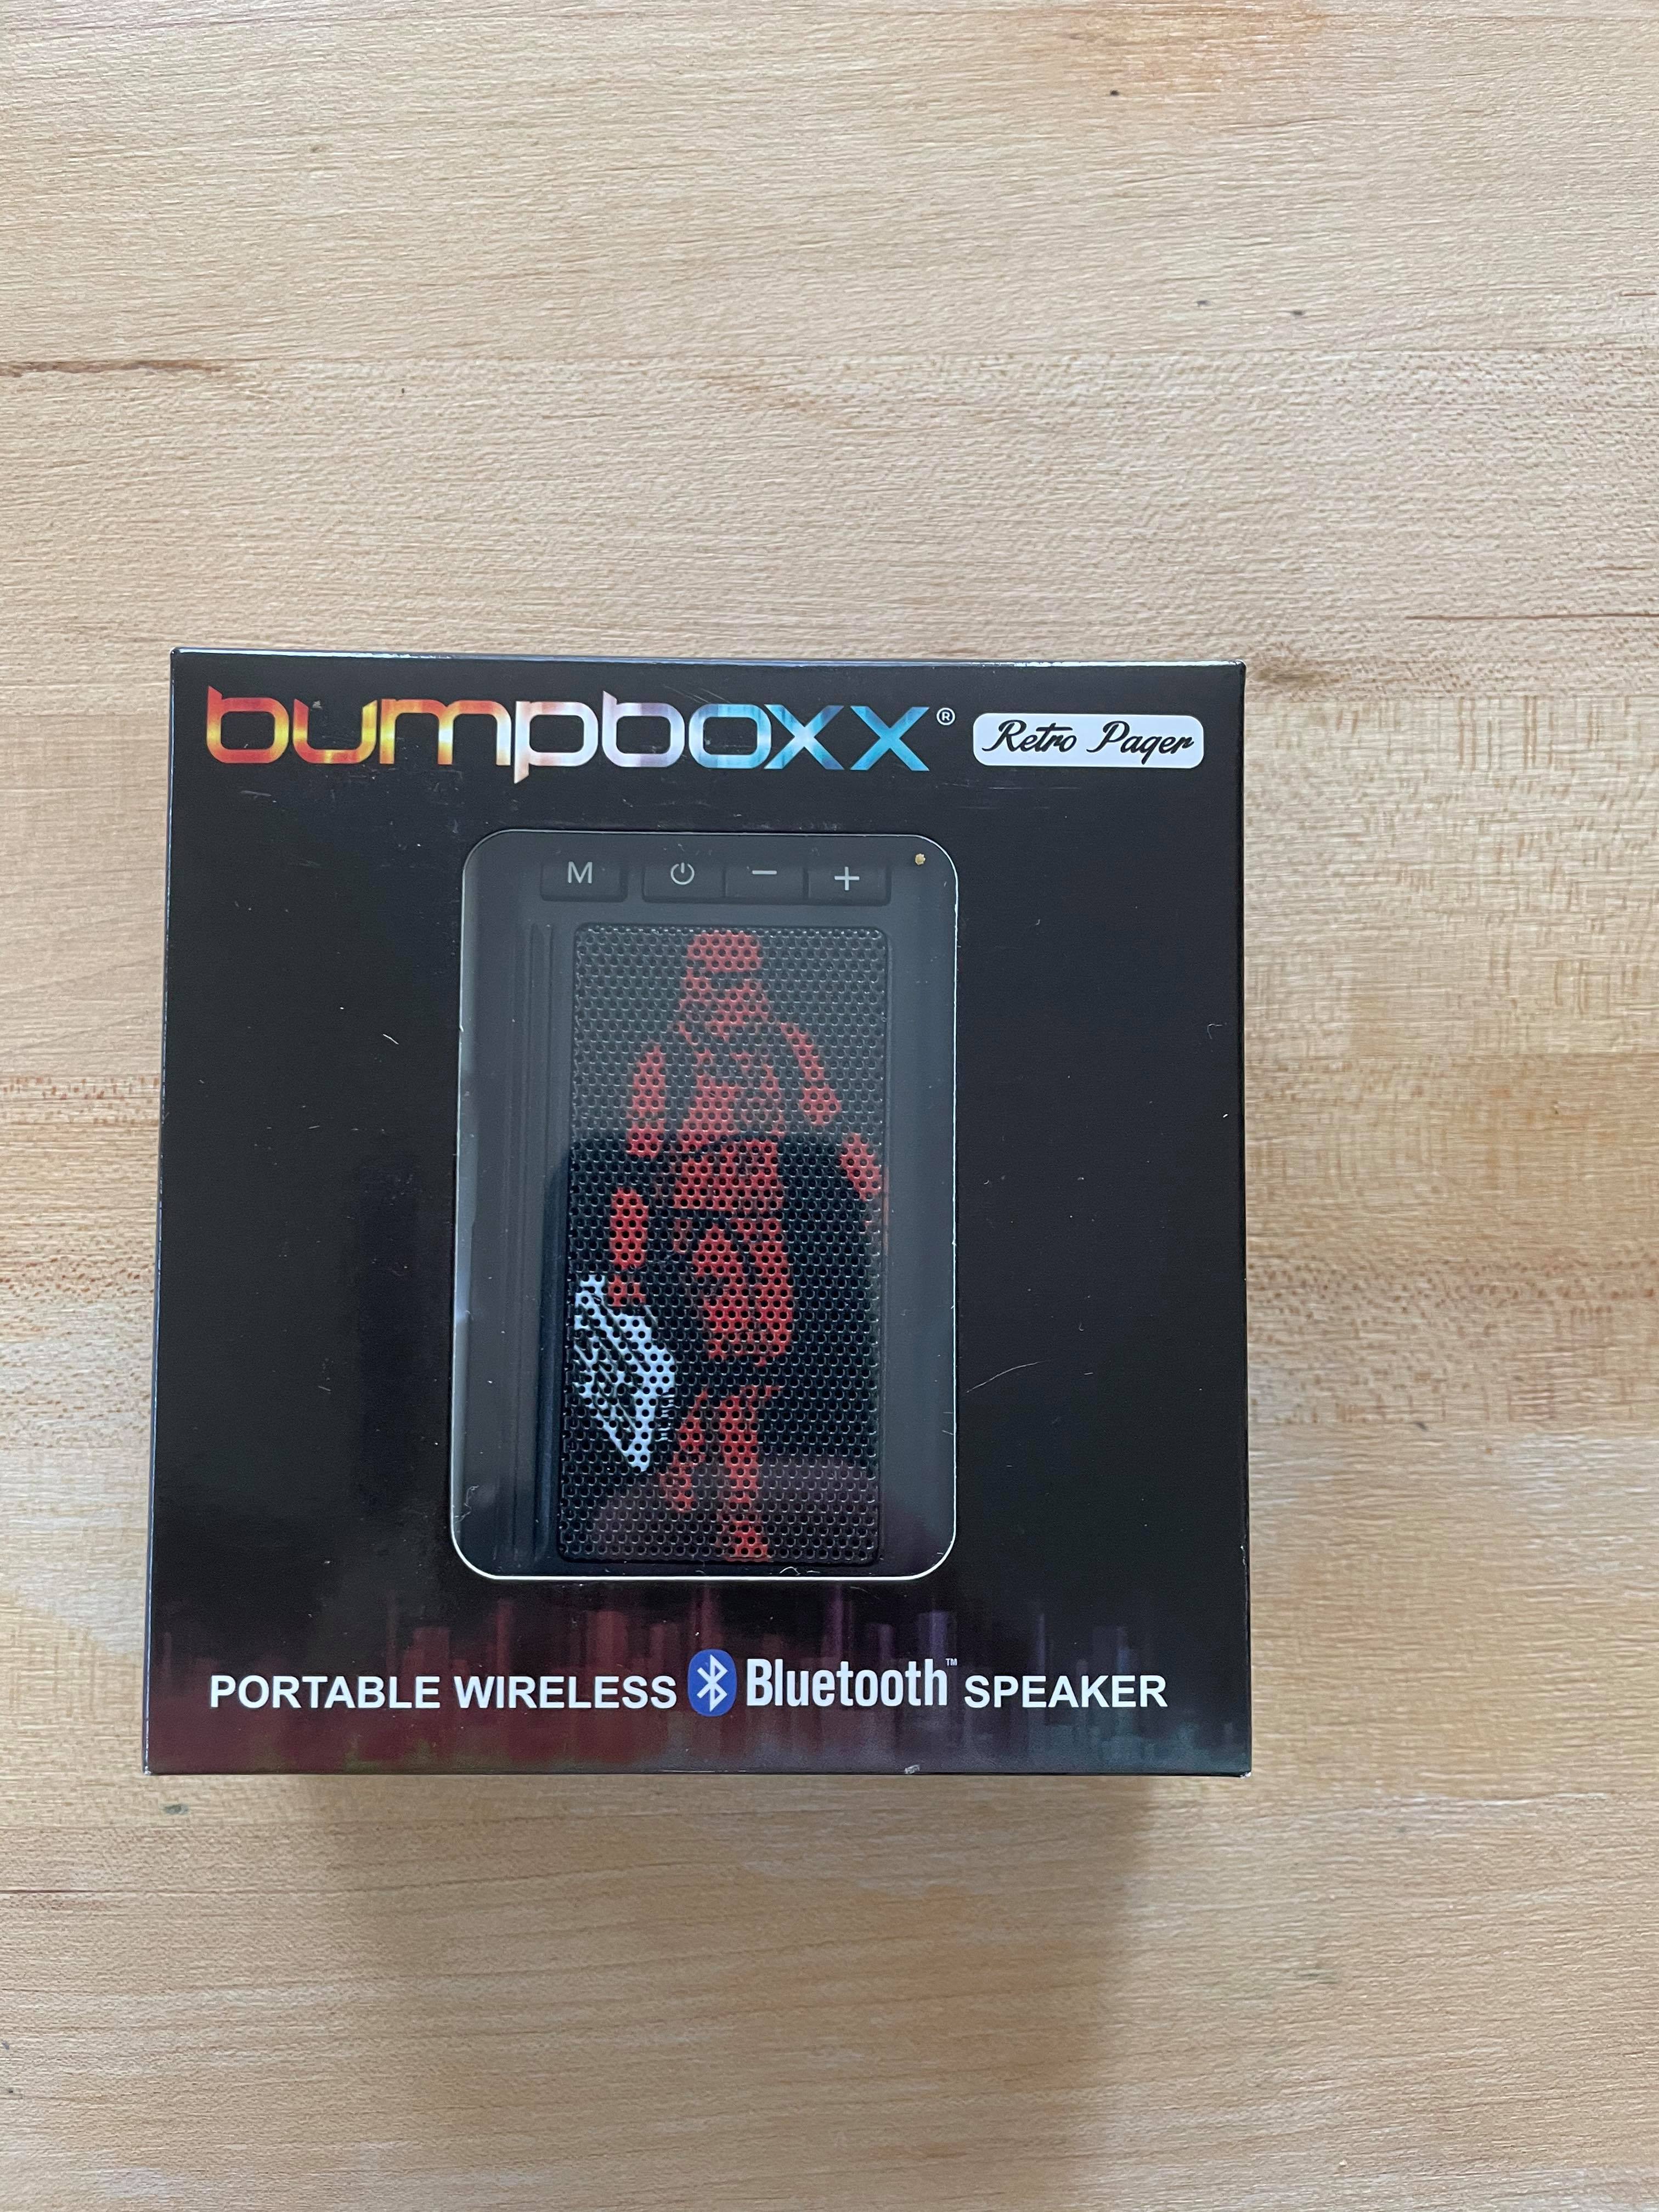 bumpboxx® Retro Pager
M − +
PORTABLE WIRELESS Bluetooth™ SPEAKER